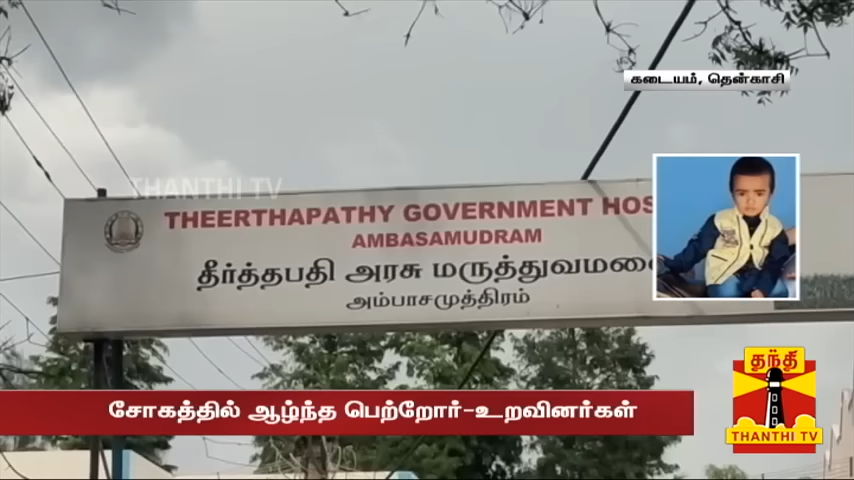 கடையம், தென்காசி
THANTHI TV
THEERTHAPATHY GOVERNMENT HOS
AMBASAMUDRAM
தீர்த்தபதி அரசு மருத்துவமனை
அம்பாசமுத்திரம்
சோகத்தில் ஆழ்ந்த பெற்றோர்-உறவினர்கள்
தந்தி
THANTHI TV